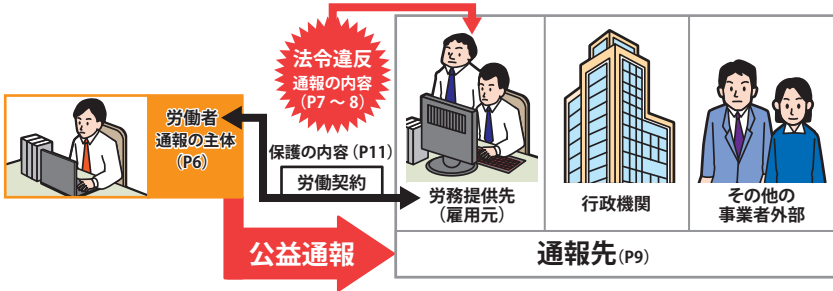 法令違反
通報の内容
(P7～8)
労働者
通報の主体
(P6)
保護の内容(P11)
労働契約
労務提供先
(雇用元)
行政機関
その他の
事業者外部
公益通報
通報先(P9)